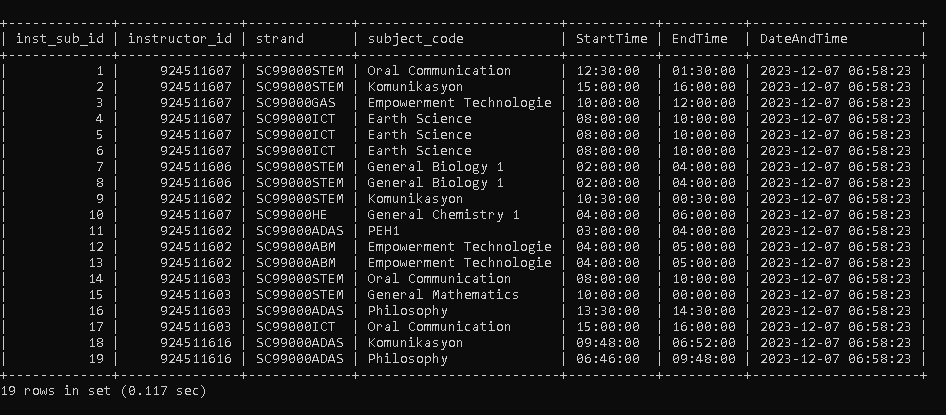 +-------------+---------------+--------------+------------------------+------------+----------+---------------------+
| inst_sub_id | instructor_id | strand | subject_code | StartTime | EndTime | DateAndTime |
+-------------+---------------+--------------+------------------------+------------+----------+---------------------+
| 1 | 924511607 | SC99000STEM | Oral Communication | 12:30:00 | 01:30:00 | 2023-12-07 06:58:23 |
| 2 | 924511607 | SC99000STEM | Komunikasyon | 15:00:00 | 16:00:00 | 2023-12-07 06:58:23 |
| 3 | 924511607 | SC99000GAS | Empowerment Technologie | 10:00:00 | 12:00:00 | 2023-12-07 06:58:23 |
| 4 | 924511607 | SC99000ICT | Earth Science | 08:00:00 | 10:00:00 | 2023-12-07 06:58:23 |
| 5 | 924511607 | SC99000ICT | Earth Science | 08:00:00 | 10:00:00 | 2023-12-07 06:58:23 |
| 6 | 924511607 | SC99000ICT | Earth Science | 08:00:00 | 10:00:00 | 2023-12-07 06:58:23 |
| 7 | 924511606 | SC99000STEM | General Biology 1 | 02:00:00 | 04:00:00 | 2023-12-07 06:58:23 |
| 8 | 924511606 | SC99000STEM | General Biology 1 | 02:00:00 | 04:00:00 | 2023-12-07 06:58:23 |
| 9 | 924511602 | SC99000STEM | Komunikasyon | 10:30:00 | 00:30:00 | 2023-12-07 06:58:23 |
| 10 | 924511607 | SC99000HE | General Chemistry 1 | 04:00:00 | 06:00:00 | 2023-12-07 06:58:23 |
| 11 | 924511602 | SC99000ADAS | PEH1 | 03:00:00 | 04:00:00 | 2023-12-07 06:58:23 |
| 12 | 924511602 | SC99000ABM | Empowerment Technologie | 04:00:00 | 05:00:00 | 2023-12-07 06:58:23 |
| 13 | 924511602 | SC99000ABM | Empowerment Technologie | 04:00:00 | 05:00:00 | 2023-12-07 06:58:23 |
| 14 | 924511603 | SC99000STEM | Oral Communication | 08:00:00 | 10:00:00 | 2023-12-07 06:58:23 |
| 15 | 924511603 | SC99000STEM | General Mathematics | 10:00:00 | 00:00:00 | 2023-12-07 06:58:23 |
| 16 | 924511603 | SC99000ADAS | Philosophy | 13:30:00 | 14:30:00 | 2023-12-07 06:58:23 |
| 17 | 924511603 | SC99000ICT | Oral Communication | 15:00:00 | 16:00:00 | 2023-12-07 06:58:23 |
| 18 | 924511616 | SC99000ADAS | Komunikasyon | 09:48:00 | 06:52:00 | 2023-12-07 06:58:23 |
| 19 | 924511616 | SC99000ADAS | Philosophy | 06:46:00 | 09:48:00 | 2023-12-07 06:58:23 |
+-------------+---------------+--------------+------------------------+------------+----------+---------------------+
19 rows in set (0.117 sec)